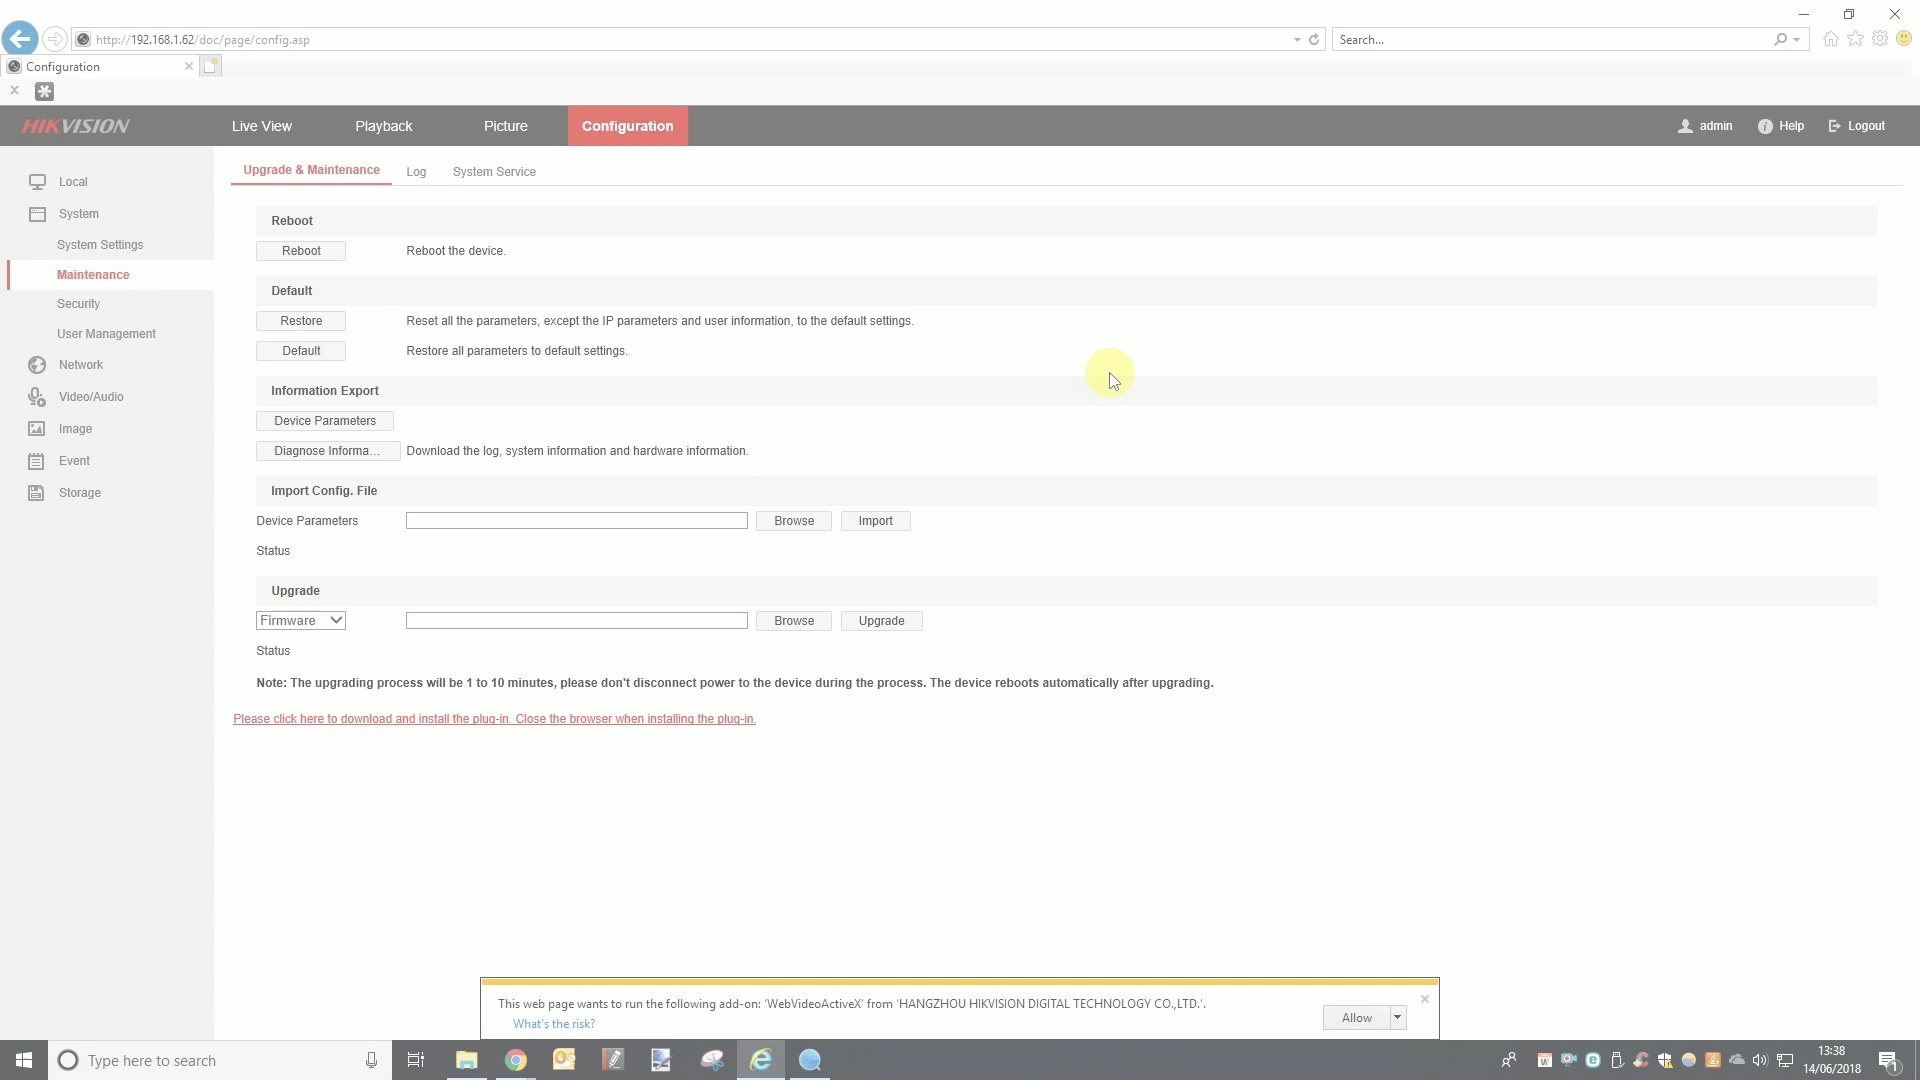 http://192.168.1.62/doc/page/config.asp
Search...
Configuration
HIKVISION
Live View
Playback
Picture
Configuration
admin
Help
Logout
Local
System
System Settings
Maintenance
Security
User Management
Network
Video/Audio
Image
Event
Storage
Upgrade & Maintenance
Log
System Service
Reboot
Reboot
Reboot the device.
Default
Restore
Reset all the parameters, except the IP parameters and user information, to the default settings.
Default
Restore all parameters to default settings.
Information Export
Device Parameters
Diagnose Informa...
Download the log, system information and hardware information.
Import Config. File
Device Parameters
Browse
Import
Status
Upgrade
Firmware
Browse
Upgrade
Status
Note: The upgrading process will be 1 to 10 minutes, please don't disconnect power to the device during the process. The device reboots automatically after upgrading.
Please click here to download and install the plug-in. Close the browser when installing the plug-in.
This web page wants to run the following add-on: 'WebVideoActiveX' from 'HANGZHOU HIKVISION DIGITAL TECHNOLOGY CO.,LTD.'.
What's the risk?
Allow
Type here to search
13:38
14/06/2018
1